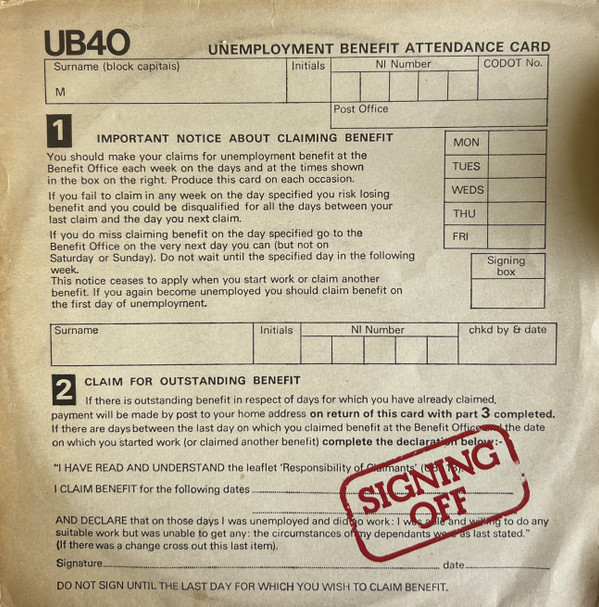 UB40 UNEMPLOYMENT BENEFIT ATTENDANCE CARD
Surname (block capitals) Initials NI Number CODOT No.
M
Post Office
1 IMPORTANT NOTICE ABOUT CLAIMING BENEFIT
You should make your claims for unemployment benefit at the
Benefit Office each week on the days and at the times shown
in the box on the right. Produce this card on each occasion.
If you fail to claim in any week on the day specified you risk losing
benefit and you could be disqualified for all the days between your
last claim and the day you next claim.
If you do miss claiming benefit on the day specified go to the
Benefit Office on the very next day you can (but not on
Saturday or Sunday). Do not wait until the specified day in the following
week.
This notice ceases to apply when you start work or claim another
benefit. If you again become unemployed you should claim benefit on
the first day of unemployment.
MON
TUES
WEDS
THU
FRI
Signing
box
Surname Initials NI Number chkd by & date
2 CLAIM FOR OUTSTANDING BENEFIT
If there is outstanding benefit in respect of days for which you have already claimed,
payment will be made by post to your home address on return of this card with part 3 completed.
If there are days between the last day on which you claimed benefit at the Benefit Office and the date
on which you started work (or claimed another benefit) complete the declaration below:-
"I HAVE READ AND UNDERSTAND the leaflet 'Responsibility of Claimants'
I CLAIM BENEFIT for the following dates
AND DECLARE that on those days I was unemployed and did no work: I was able and willing to do any
suitable work but was unable to get any: the circumstances of my dependants were as last stated."
(If there was a change cross out this last item).
Signature date
DO NOT SIGN UNTIL THE LAST DAY FOR WHICH YOU WISH TO CLAIM BENEFIT.
SIGNING
OFF